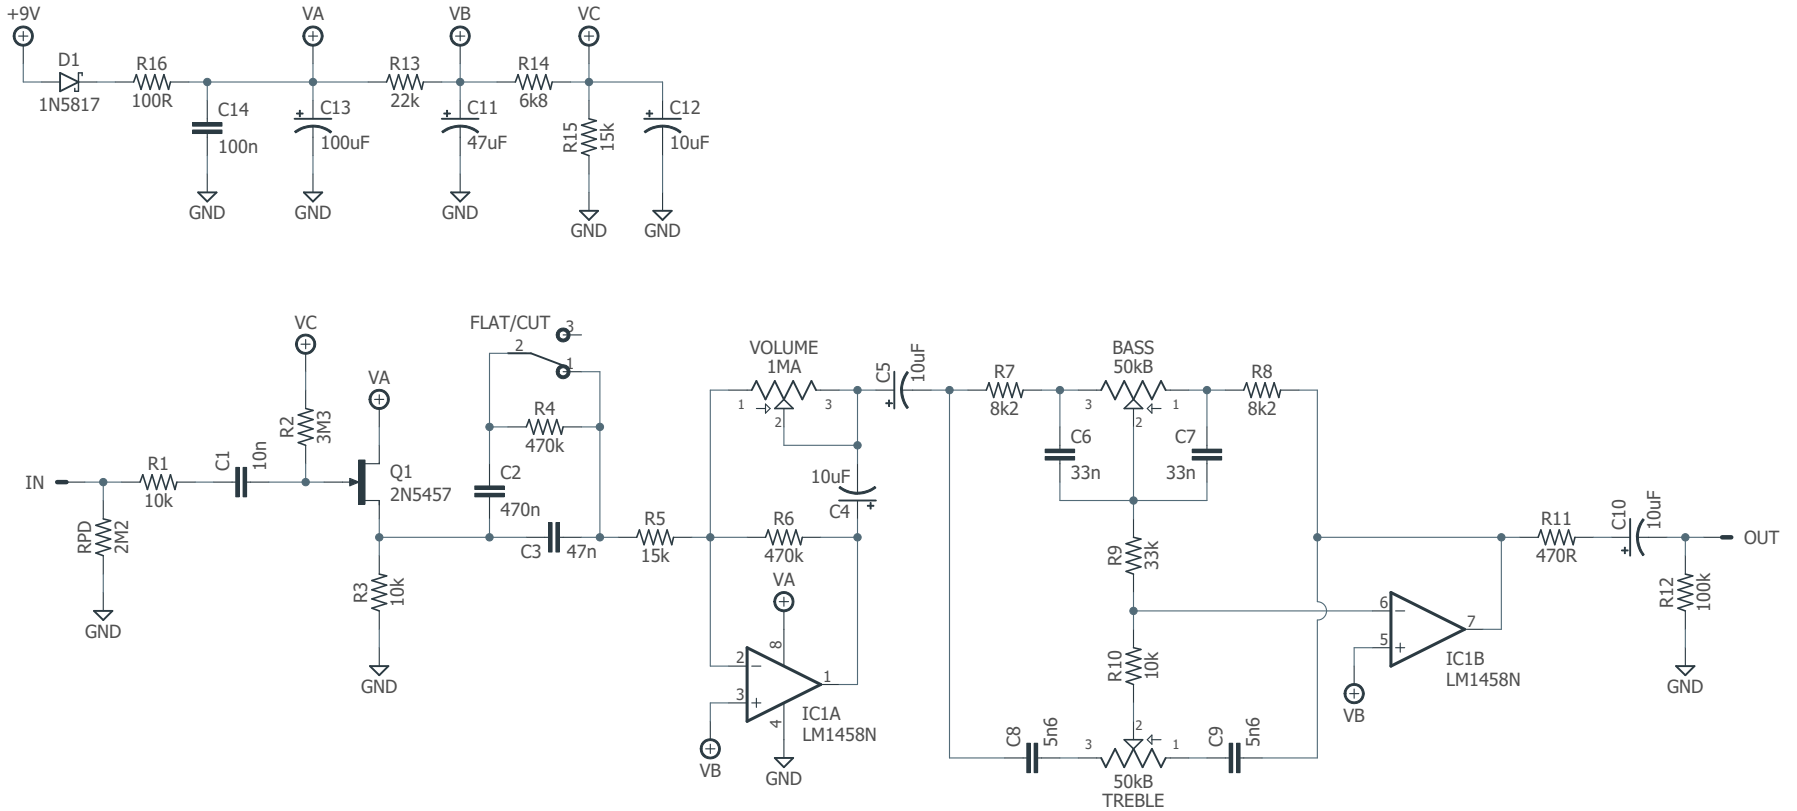 +9V
VA
VB
VC
D1
1N5817
R16
100R
C14
100n
+
C13
100uF
R13
22k
+
C11
47uF
R14
6k8
R15
15k
+
C12
10uF
GND
GND
GND
GND
GND
VC
VA
R2
3M3
IN
RPD
2M2
GND
R1
10k
C1
10n
Q1
2N5457
R3
10k
GND
FLAT/CUT
3
2
1
R4
470k
C2
470n
C3
47n
R5
15k
VOLUME
1MA
1
3
2
10uF
C4
+
R6
470k
VA
8
2
−
3
+
4
1
IC1A
LM1458N
VB
GND
C5
10uF
+
R7
8k2
BASS
50kB
3
1
2
R8
8k2
C6
33n
C7
33n
R9
33k
R10
10k
C8
5n6
3
2
1
50kB
TREBLE
C9
5n6
6
−
5
+
7
IC1B
LM1458N
VB
R11
470R
C10
10uF
+
R12
100k
GND
OUT